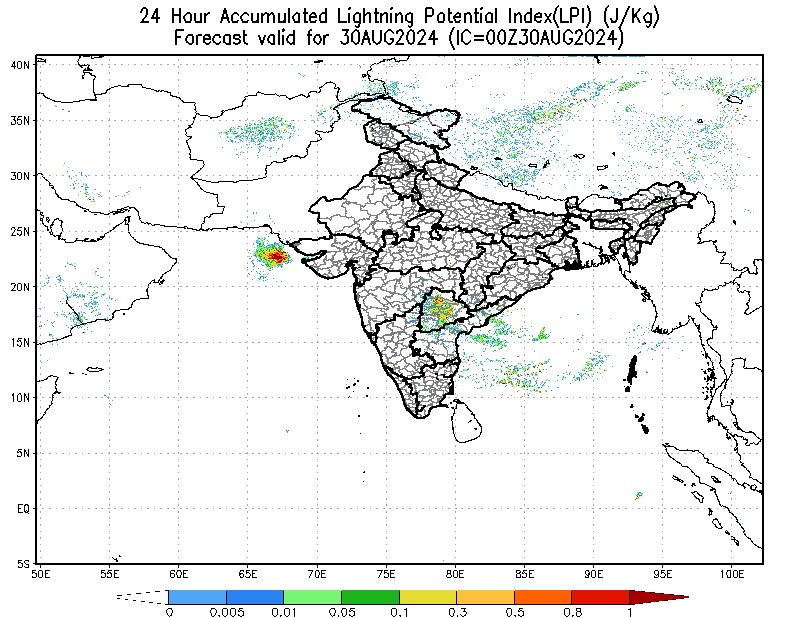 24 Hour Accumulated Lightning Potential Index(LPI) (J/Kg)
Forecast valid for 30AUG2024 (IC=00Z30AUG2024)
40N
35N
30N
25N
20N
15N
10N
5N
EQ
5S
50E 55E 60E 65E 70E 75E 80E 85E 90E 95E 100E
0 0.005 0.01 0.05 0.1 0.3 0.5 0.8 1